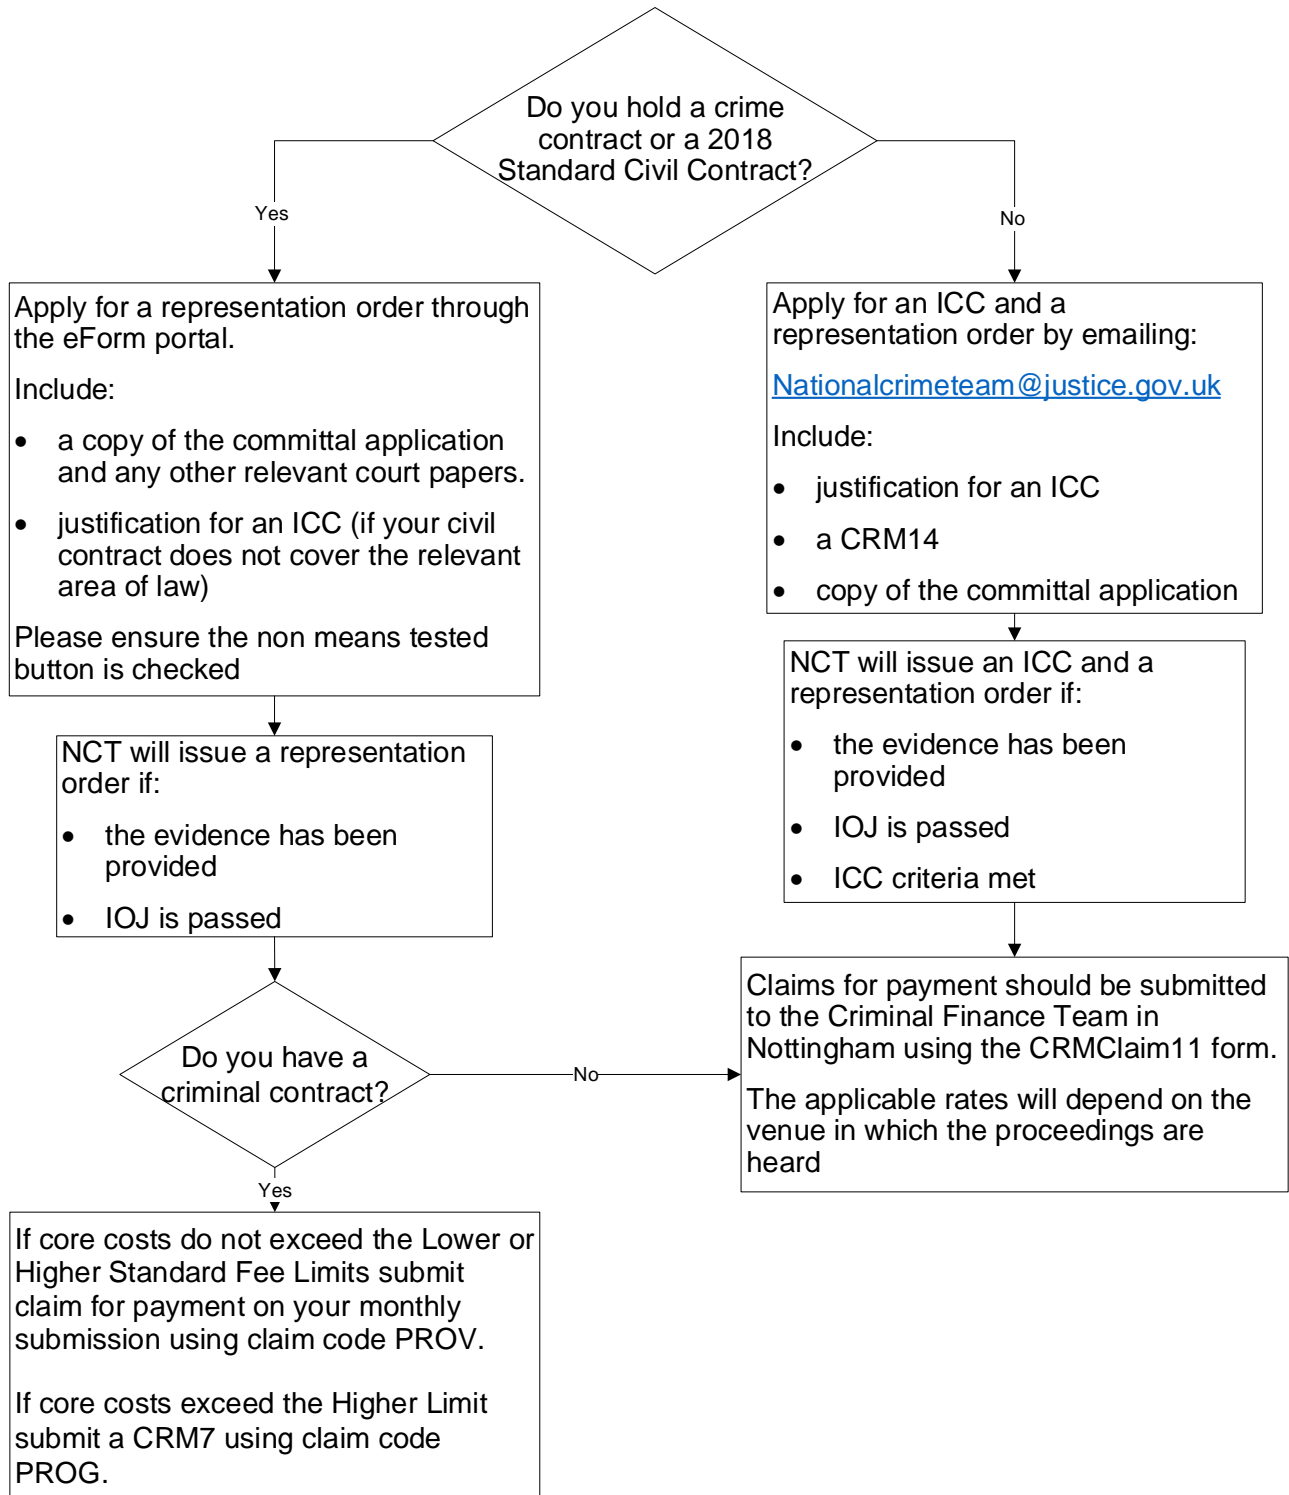 Do you hold a crime
contract or a 2018
Standard Civil Contract?
Yes
No
Apply for a representation order through
the eForm portal.
Include:
• a copy of the committal application
and any other relevant court papers.
• justification for an ICC (if your civil
contract does not cover the relevant
area of law)
Please ensure the non means tested
button is checked
Apply for an ICC and a
representation order by emailing:
Nationalcrimeteam@justice.gov.uk
Include:
• justification for an ICC
• a CRM14
• copy of the committal application
NCT will issue a representation
order if:
• the evidence has been
provided
• IOJ is passed
NCT will issue an ICC and a
representation order if:
• the evidence has been
provided
• IOJ is passed
• ICC criteria met
Do you have a
criminal contract?
No
Yes
Claims for payment should be submitted
to the Criminal Finance Team in
Nottingham using the CRMClaim11 form.
The applicable rates will depend on the
venue in which the proceedings are
heard
If core costs do not exceed the Lower or
Higher Standard Fee Limits submit
claim for payment on your monthly
submission using claim code PROV.
If core costs exceed the Higher Limit
submit a CRM7 using claim code
PROG.